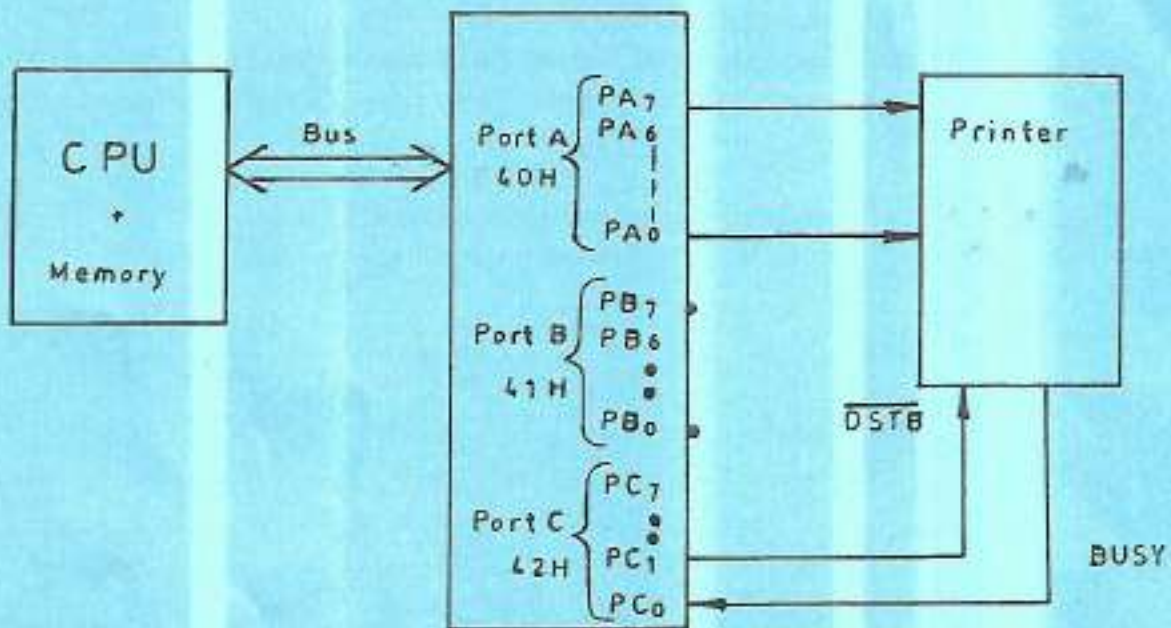 CPU
+
Memory
Bus
Port A
40H
PA7
PA6
PA0
Port B
41H
PB7
PB6
PB0
Port C
42H
PC7
PC1
PC0
Printer
DSTB
BUSY